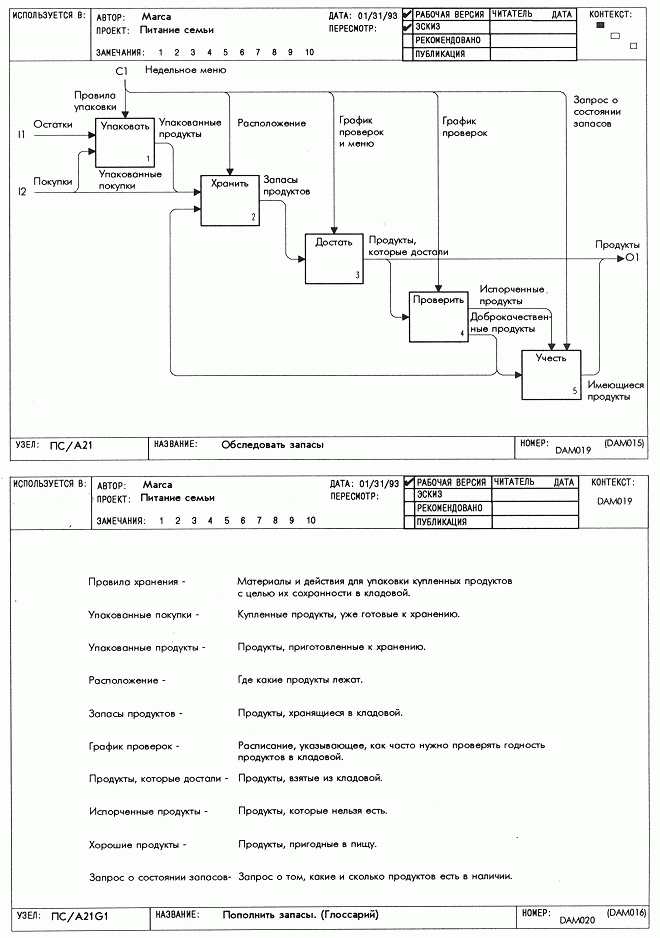 ИСПОЛЬЗУЕТСЯ В:
АВТОР: Marca
ПРОЕКТ: Питание семьи
ЗАМЕЧАНИЯ: 1 2 3 4 5 6 7 8 9 10
ДАТА: 01/31/93
ПЕРЕСМОТР:
РАБОЧАЯ ВЕРСИЯ
ЭСКИЗ
РЕКОМЕНДОВАНО
ПУБЛИКАЦИЯ
ЧИТАТЕЛЬ ДАТА
КОНТЕКСТ:
C1 Недельное меню
Правила
упаковки
I1 Остатки
Упаковать
1
Упакованные
продукты
I2 Покупки
Упакованные
покупки
Расположение
Хранить
2
Запасы
продуктов
График
проверок
и меню
Достать
3
Продукты,
которые достали
График
проверок
Проверить
4
Испорченные
продукты
Доброкачествен-
ные продукты
Запрос о
состоянии
запасов
Учесть
5
Продукты
O1
Имеющиеся
продукты
УЗЕЛ: ПС/А21
НАЗВАНИЕ: Обследовать запасы
НОМЕР: DAM019 (DAM015)
ИСПОЛЬЗУЕТСЯ В:
АВТОР: Marca
ПРОЕКТ: Питание семьи
ЗАМЕЧАНИЯ: 1 2 3 4 5 6 7 8 9 10
ДАТА: 01/31/93
ПЕРЕСМОТР:
РАБОЧАЯ ВЕРСИЯ
ЭСКИЗ
РЕКОМЕНДОВАНО
ПУБЛИКАЦИЯ
ЧИТАТЕЛЬ ДАТА
КОНТЕКСТ:
DAM019
Правила хранения - Материалы и действия для упаковки купленных продуктов
с целью их сохранности в кладовой.
Упакованные покупки - Купленные продукты, уже готовые к хранению.
Упакованные продукты - Продукты, приготовленные к хранению.
Расположение - Где какие продукты лежат.
Запасы продуктов - Продукты, хранящиеся в кладовой.
График проверок - Расписание, указывающее, как часто нужно проверять годность
продуктов в кладовой.
Продукты, которые достали - Продукты, взятые из кладовой.
Испорченные продукты - Продукты, которые нельзя есть.
Хорошие продукты - Продукты, пригодные в пищу.
Запрос о состоянии запасов- Запрос о том, какие и сколько продуктов есть в наличии.
УЗЕЛ: ПС/А21G1
НАЗВАНИЕ: Пополнить запасы. (Глоссарий)
НОМЕР: DAM020 (DAM016)